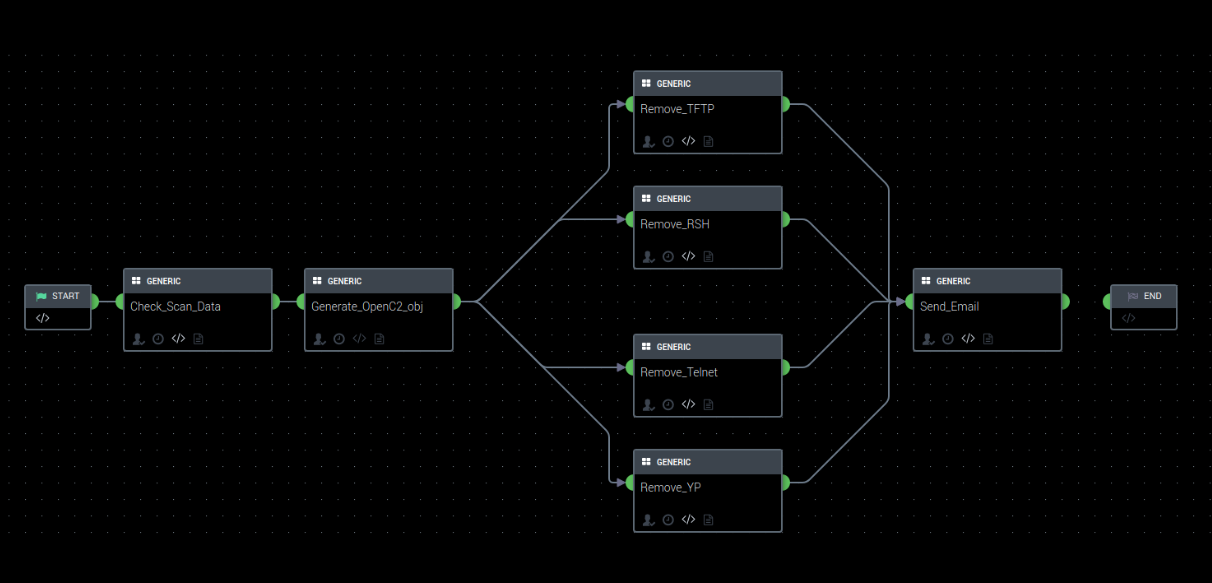 START
</>
GENERIC
Check_Scan_Data
</>
GENERIC
Generate_OpenC2_obj
</>
GENERIC
Remove_TFTP
</>
GENERIC
Remove_RSH
</>
GENERIC
Remove_Telnet
</>
GENERIC
Remove_YP
</>
GENERIC
Send_Email
</>
END
</>